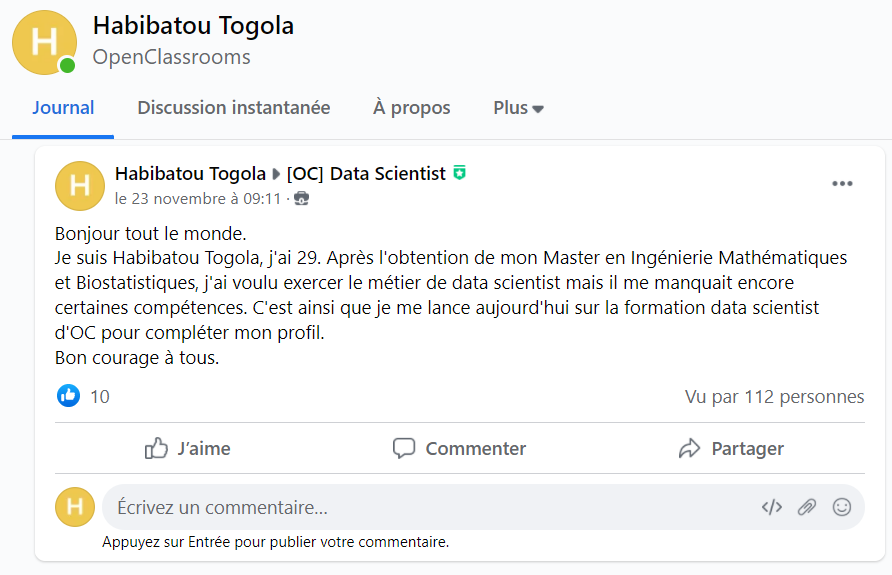 H
Habibatou Togola
OpenClassrooms
Journal Discussion instantanée À propos Plus
H
Habibatou Togola [OC] Data Scientist
le 23 novembre à 09:11 ·
Bonjour tout le monde.
Je suis Habibatou Togola, j'ai 29. Après l'obtention de mon Master en Ingénierie Mathématiques
et Biostatistiques, j'ai voulu exercer le métier de data scientist mais il me manquait encore
certaines compétences. C'est ainsi que je me lance aujourd'hui sur la formation data scientist
d'OC pour compléter mon profil.
Bon courage à tous.
10 Vu par 112 personnes
J’aime Commenter Partager
H
Écrivez un commentaire... </>
Appuyez sur Entrée pour publier votre commentaire.